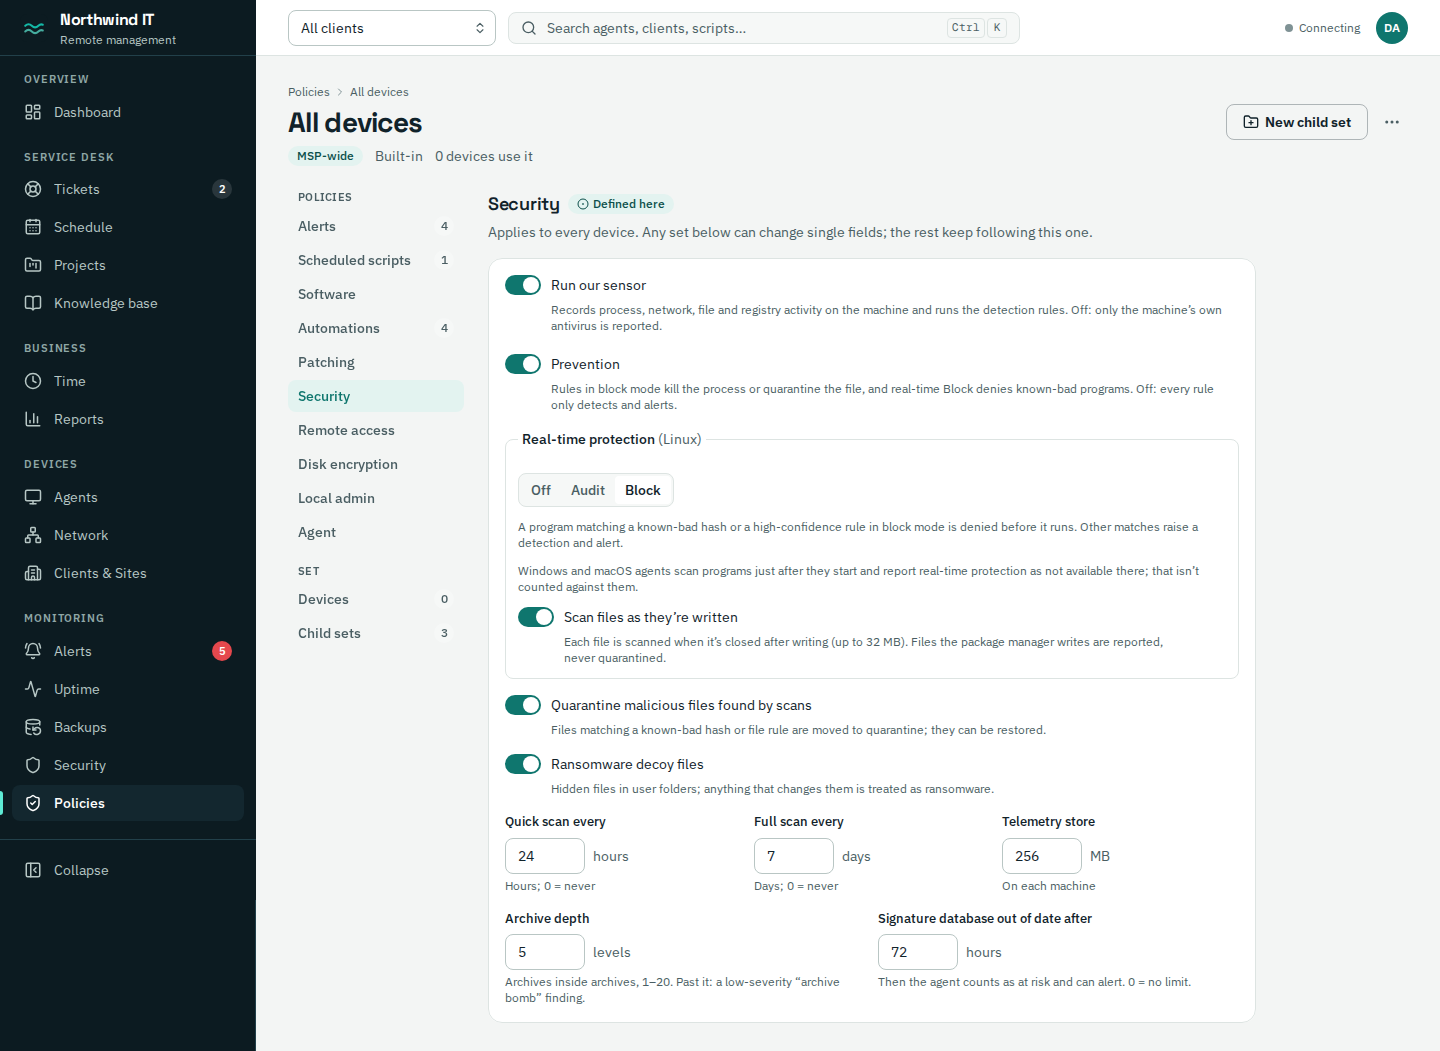 Northwind IT
Remote management
All clients
Search agents, clients, scripts...
Ctrl K
Connecting
DA
OVERVIEW
Dashboard
SERVICE DESK
Tickets 2
Schedule
Projects
Knowledge base
BUSINESS
Time
Reports
DEVICES
Agents
Network
Clients & Sites
MONITORING
Alerts 5
Uptime
Backups
Security
Policies
Collapse
Policies > All devices
All devices
New child set
MSP-wide Built-in 0 devices use it
POLICIES
Alerts 4
Scheduled scripts 1
Software
Automations 4
Patching
Security
Remote access
Disk encryption
Local admin
Agent
SET
Devices 0
Child sets 3
Security Defined here
Applies to every device. Any set below can change single fields; the rest keep following this one.
Run our sensor
Records process, network, file and registry activity on the machine and runs the detection rules. Off: only the machine’s own
antivirus is reported.
Prevention
Rules in block mode kill the process or quarantine the file, and real-time Block denies known-bad programs. Off: every rule
only detects and alerts.
Real-time protection (Linux)
Off Audit Block
A program matching a known-bad hash or a high-confidence rule in block mode is denied before it runs. Other matches raise a
detection and alert.
Windows and macOS agents scan programs just after they start and report real-time protection as not available there; that isn’t
counted against them.
Scan files as they’re written
Each file is scanned when it’s closed after writing (up to 32 MB). Files the package manager writes are reported,
never quarantined.
Quarantine malicious files found by scans
Files matching a known-bad hash or file rule are moved to quarantine; they can be restored.
Ransomware decoy files
Hidden files in user folders; anything that changes them is treated as ransomware.
Quick scan every
24 hours
Hours; 0 = never
Full scan every
7 days
Days; 0 = never
Telemetry store
256 MB
On each machine
Archive depth
5 levels
Archives inside archives, 1–20. Past it: a low-severity “archive
bomb” finding.
Signature database out of date after
72 hours
Then the agent counts as at risk and can alert. 0 = no limit.